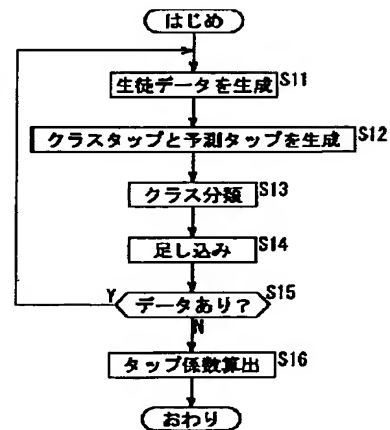 はじめ
生徒データを生成 S11
クラスタップと予測タップを生成 S12
クラス分類 S13
足し込み S14
Y データあり? S15
N
タップ係数算出 S16
おわり